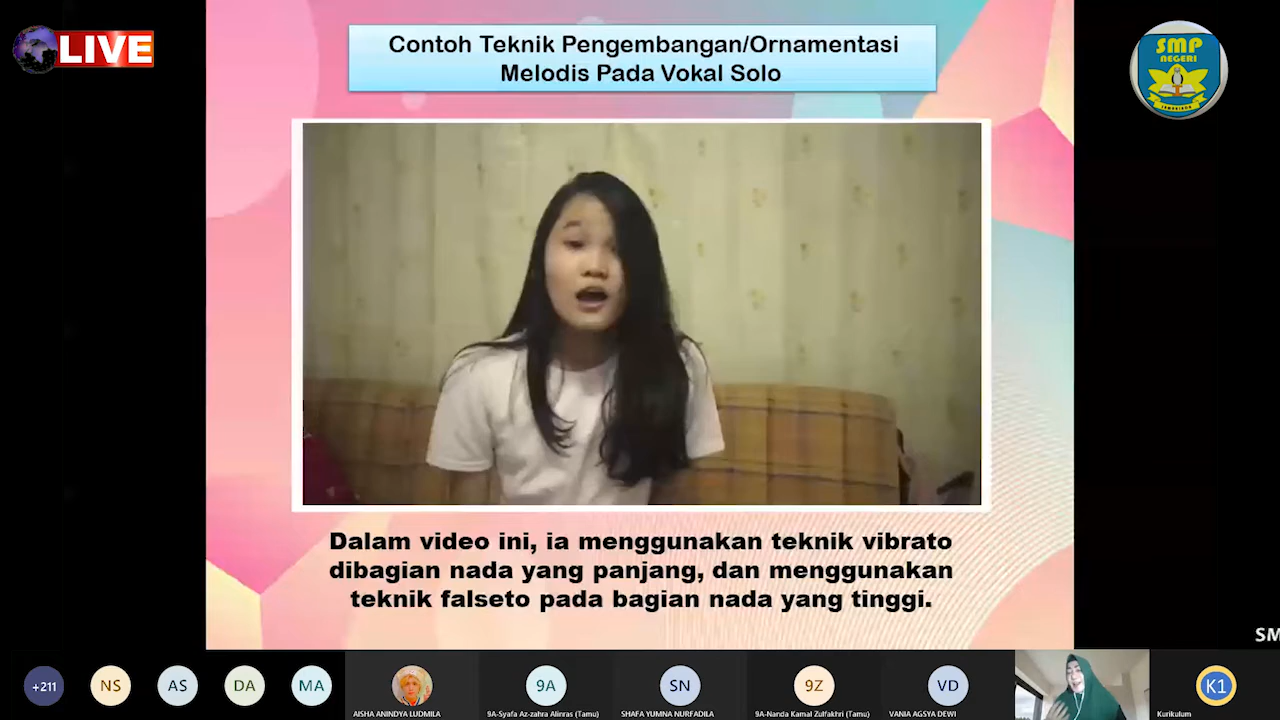 LIVE
Contoh Teknik Pengembangan/Ornamentasi
Melodis Pada Vokal Solo
SMP
NEGERI
Dalam video ini, ia menggunakan teknik vibrato
dibagian nada yang panjang, dan menggunakan
teknik falseto pada bagian nada yang tinggi.
SM
+211
NS
AS
DA
MA
9A
SN
9Z
VD
K1
AISHA ANINDYA LUDMILA
9A-Syafa Az-zahra Alinras (Tamu)
SHAFA YUMNA NURFADILA
9A-Nanda Kamal Zulfakhri (Tamu)
VANIA AGSYA DEWI
Kurikulum